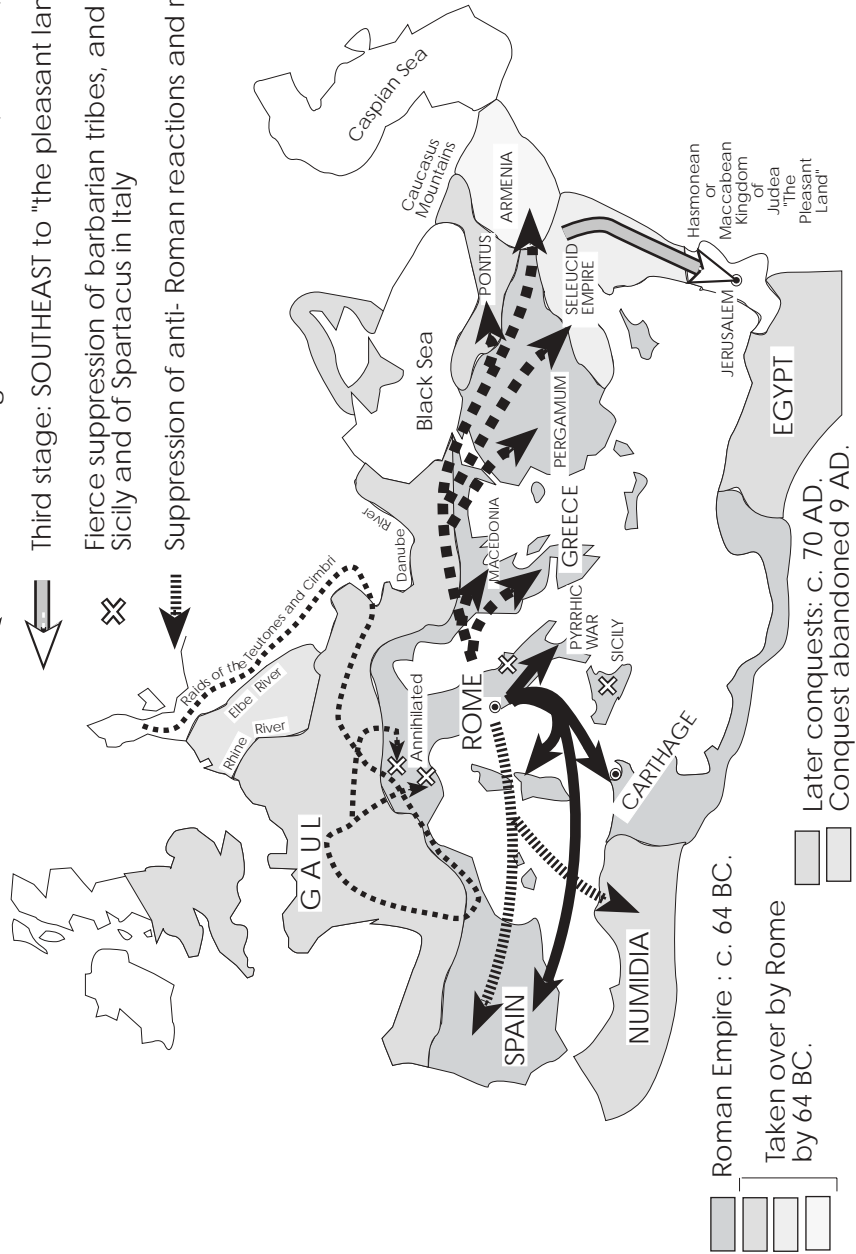 Third stage: SOUTHEAST to "the pleasant lan
Fierce suppression of barbarian tribes, and
Sicily and of Spartacus in Italy
Suppression of anti- Roman reactions and r
Caspian Sea
Caucasus
Mountains
ARMENIA
PONTUS
Black Sea
SELEUCID
EMPIRE
Hasmonean
or
Maccabean
Kingdom
of
Judea
"The
Pleasant
Land"
JERUSALEM
EGYPT
PERGAMUM
River
Danube
MACEDONIA
GREECE
Raids of the Teutones and Cimbri
Elbe River
Rhine River
Annihilated
ROME
PYRRHIC
WAR
SICILY
CARTHAGE
GAUL
SPAIN
NUMIDIA
Roman Empire : c. 64 BC.
Taken over by Rome
by 64 BC.
Later conquests: c. 70 AD.
Conquest abandoned 9 AD.